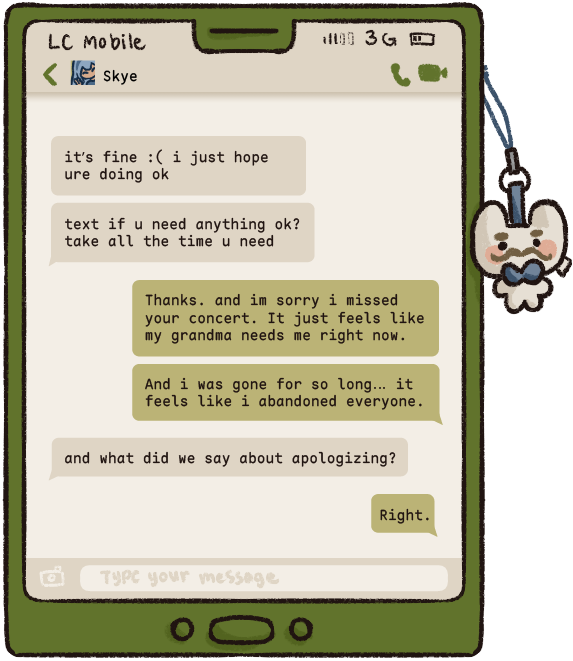 LC Mobile
3G
Skye
it's fine :( i just hope
ure doing ok
text if u need anything ok?
take all the time u need
Thanks. and im sorry i missed
your concert. It just feels like
my grandma needs me right now.
And i was gone for so long... it
feels like i abandoned everyone.
and what did we say about apologizing?
Right.
Type your message